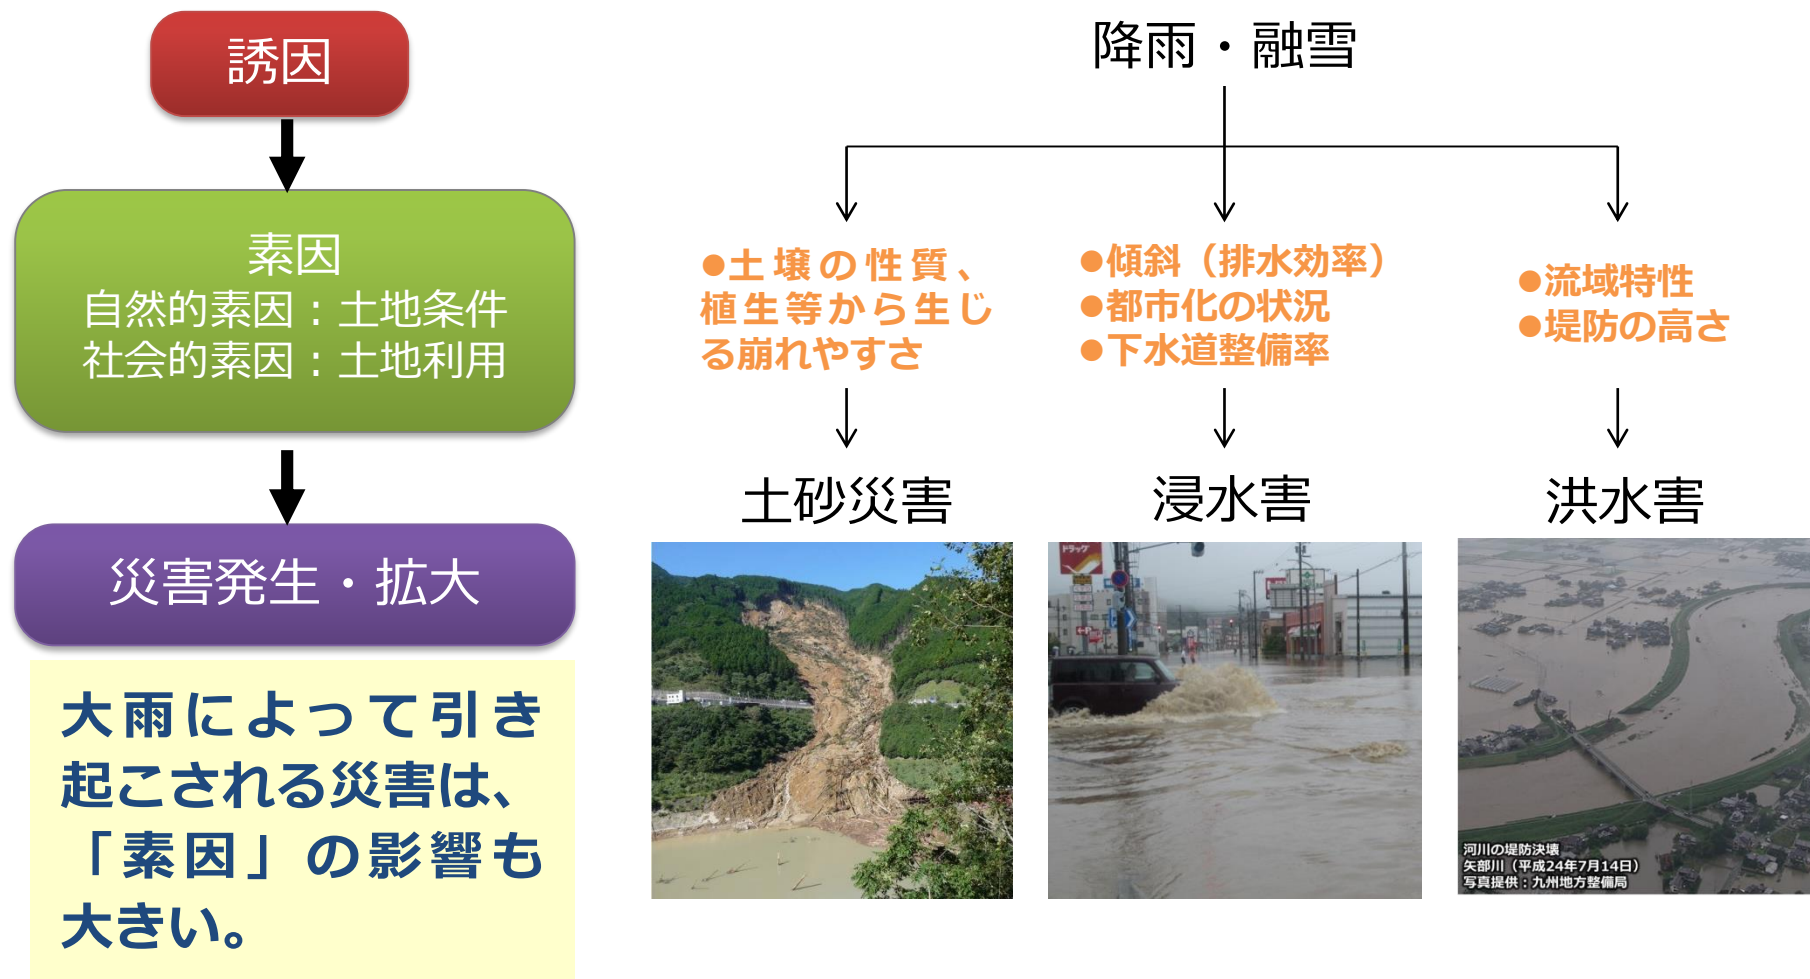 誘因
素因
自然的素因：土地条件
社会的素因：土地利用
災害発生・拡大
大雨によって引き
起こされる災害は、
「素因」の影響も
大きい。
降雨・融雪
●土壌の性質、
植生等から生じ
る崩れやすさ
●傾斜（排水効率）
●都市化の状況
●下水道整備率
●流域特性
●堤防の高さ
土砂災害
浸水害
洪水害
ドラッグ
河川の堤防決壊
矢部川（平成24年7月14日）
写真提供：九州地方整備局